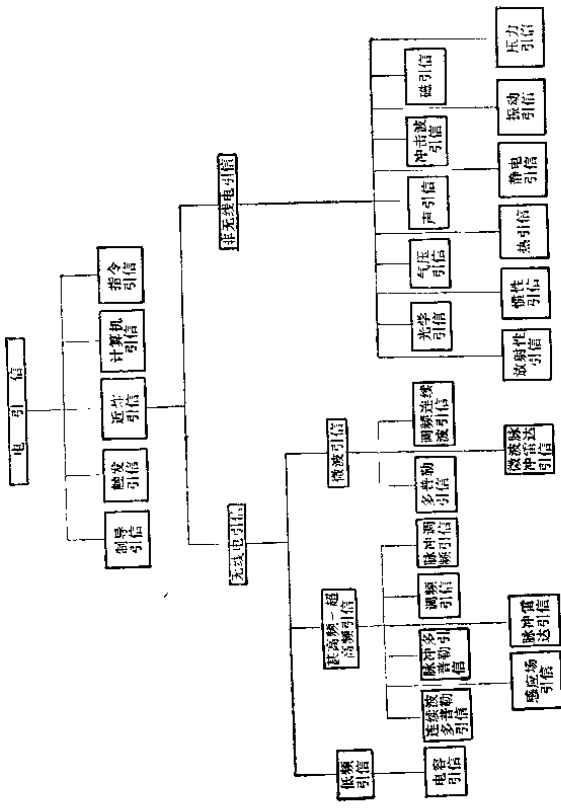 电 引 信
制导
引信
触发
引信
近炸
引信
计算机
引信
指令
引信
无线电引信
非无线电引信
低频引信
甚高频-超
高频引信
微波引信
电容
引信
连续波
多普勒
引信
脉冲多
普勒引
信
调频
引信
脉冲调
频引信
感应场
引信
脉冲雷
达引信
多普勒
引信
调频连续
波引信
微波脉
冲雷达
引信
光学
引信
气压
引信
声引信
冲击波
引信
磁引信
放射性
引信
惯性
引信
热引信
静电
引信
振动
引信
压力
引信